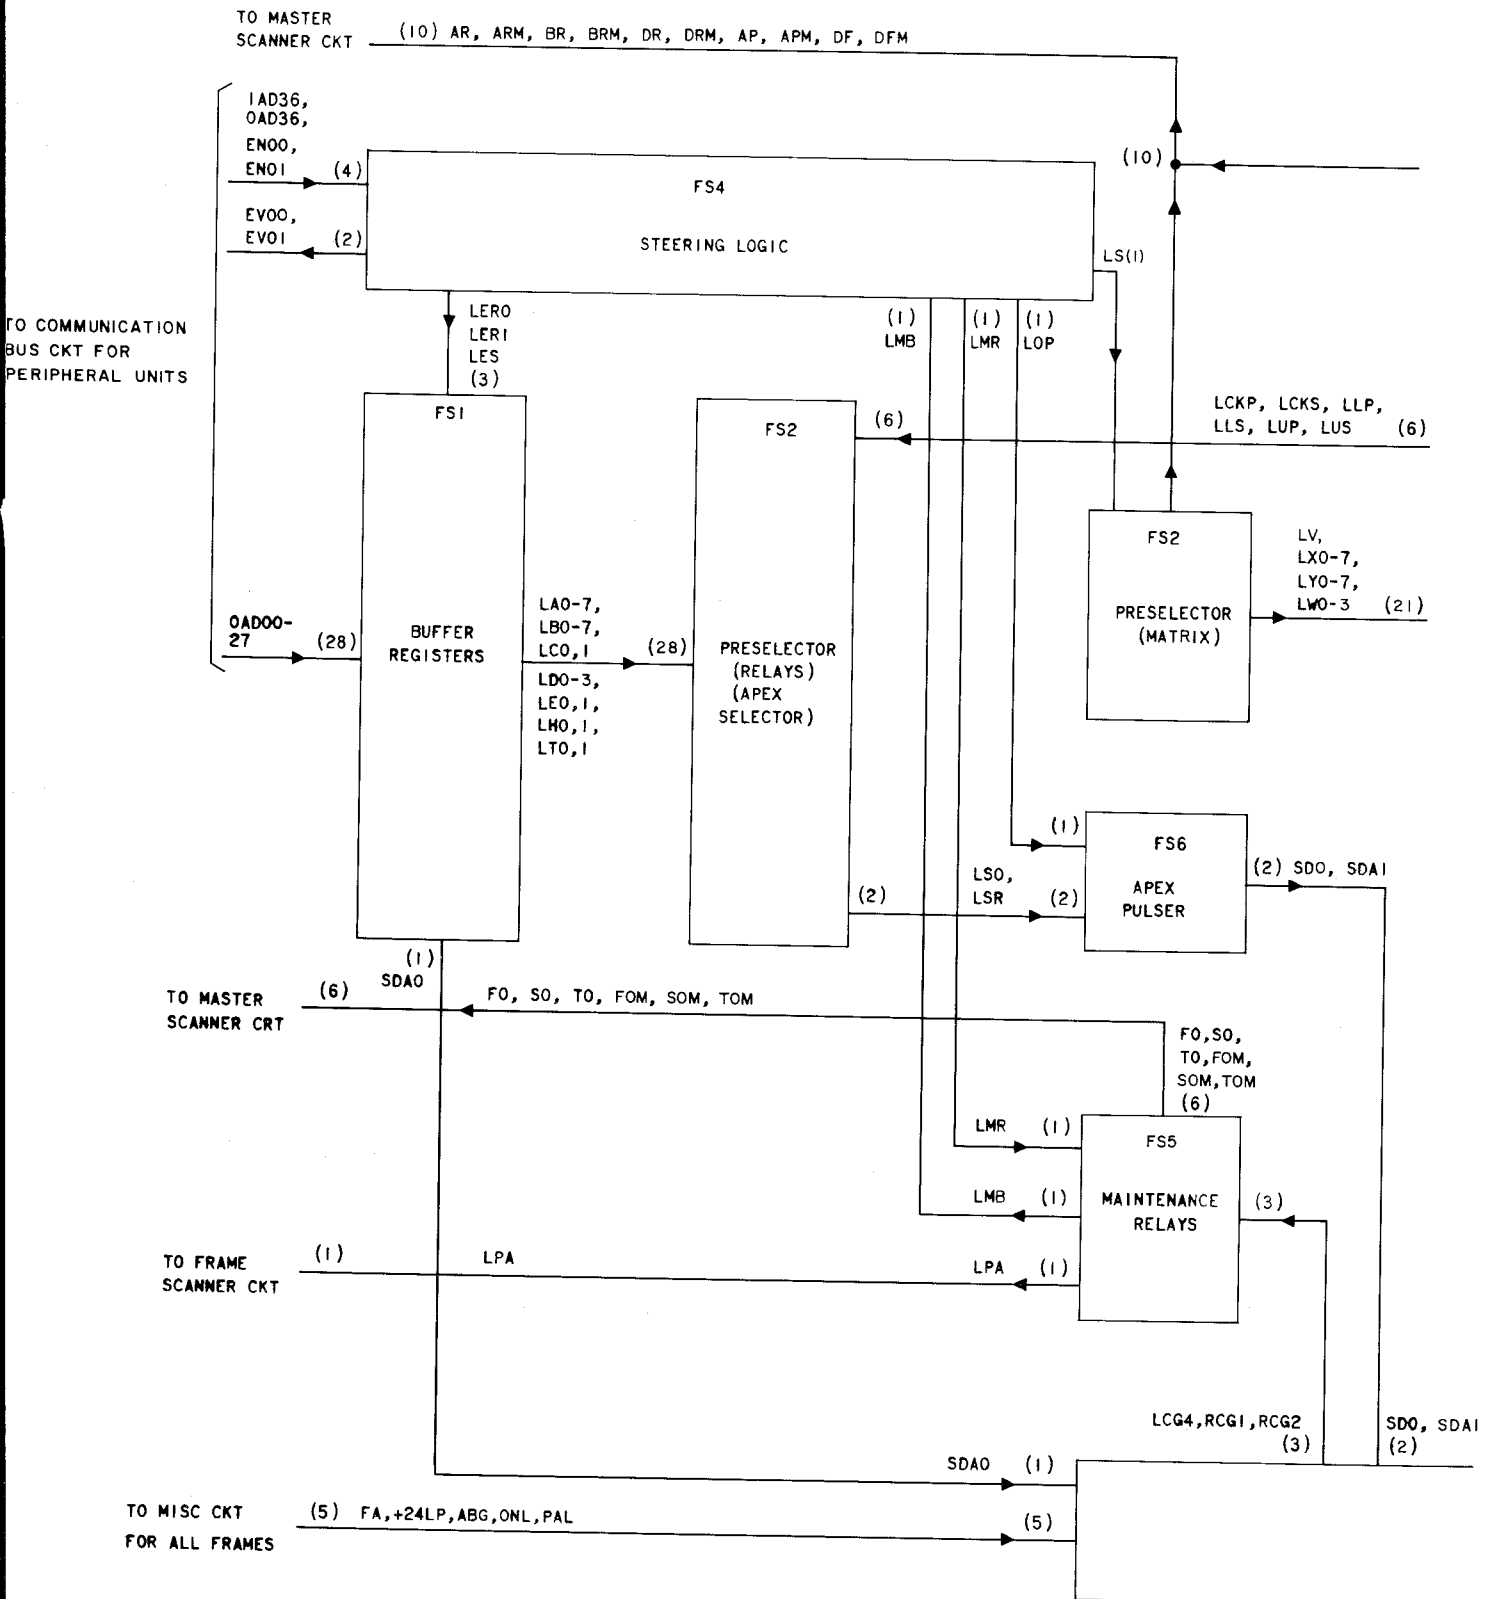 TO MASTER
SCANNER CKT
(10) AR, ARM, BR, BRM, DR, DRM, AP, APM, DF, DFM
IAD36,
OAD36,
EN00,
EN01
(4)
EV00,
EV01
(2)
FS4
STEERING LOGIC
(10)
LS(1)
TO COMMUNICATION
BUS CKT FOR
PERIPHERAL UNITS
LER0
LER1
LES
(3)
(1)
LMB
(1)
LMR
(1)
LOP
FS1
BUFFER
REGISTERS
OAD00-
27
(28)
LA0-7,
LB0-7,
LC0,1
LD0-3,
LE0,1,
LH0,1,
LT0,1
(28)
FS2
PRESELECTOR
(RELAYS)
(APEX
SELECTOR)
(6)
LCKP, LCKS, LLP,
LLS, LUP, LUS (6)
FS2
PRESELECTOR
(MATRIX)
LV,
LX0-7,
LY0-7,
LW0-3 (21)
(1)
FS6
APEX
PULSER
(2) SD0, SDA1
(2)
LSO,
LSR
(2)
(1)
SDA0
TO MASTER
SCANNER CRT
(6)
FO, SO, TO, FOM, SOM, TOM
FO,SO,
TO,FOM,
SOM,TOM
(6)
LMR (1)
FS5
MAINTENANCE
RELAYS
LMB (1)
(3)
TO FRAME
SCANNER CKT
(1)
LPA
LPA (1)
LCG4,RCG1,RCG2
(3)
SD0, SDA1
(2)
SDA0 (1)
TO MISC CKT
FOR ALL FRAMES
(5) FA,+24LP,ABG,ONL,PAL
(5)